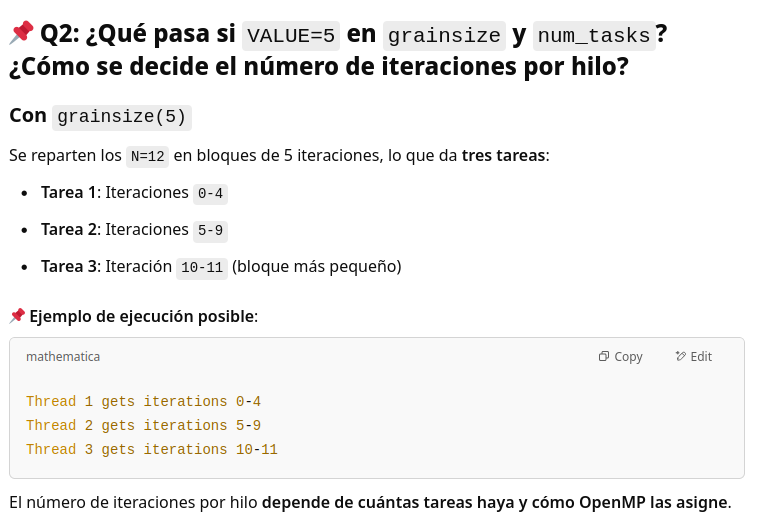 📌 Q2: ¿Qué pasa si VALUE=5 en grainsize y num_tasks?
¿Cómo se decide el número de iteraciones por hilo?
Con grainsize(5)
Se reparten los N=12 en bloques de 5 iteraciones, lo que da tres tareas:
• Tarea 1: Iteraciones 0-4
• Tarea 2: Iteraciones 5-9
• Tarea 3: Iteración 10-11 (bloque más pequeño)
📌 Ejemplo de ejecución posible:
mathematica Copy Edit
Thread 1 gets iterations 0-4
Thread 2 gets iterations 5-9
Thread 3 gets iterations 10-11
El número de iteraciones por hilo depende de cuántas tareas haya y cómo OpenMP las asigne.